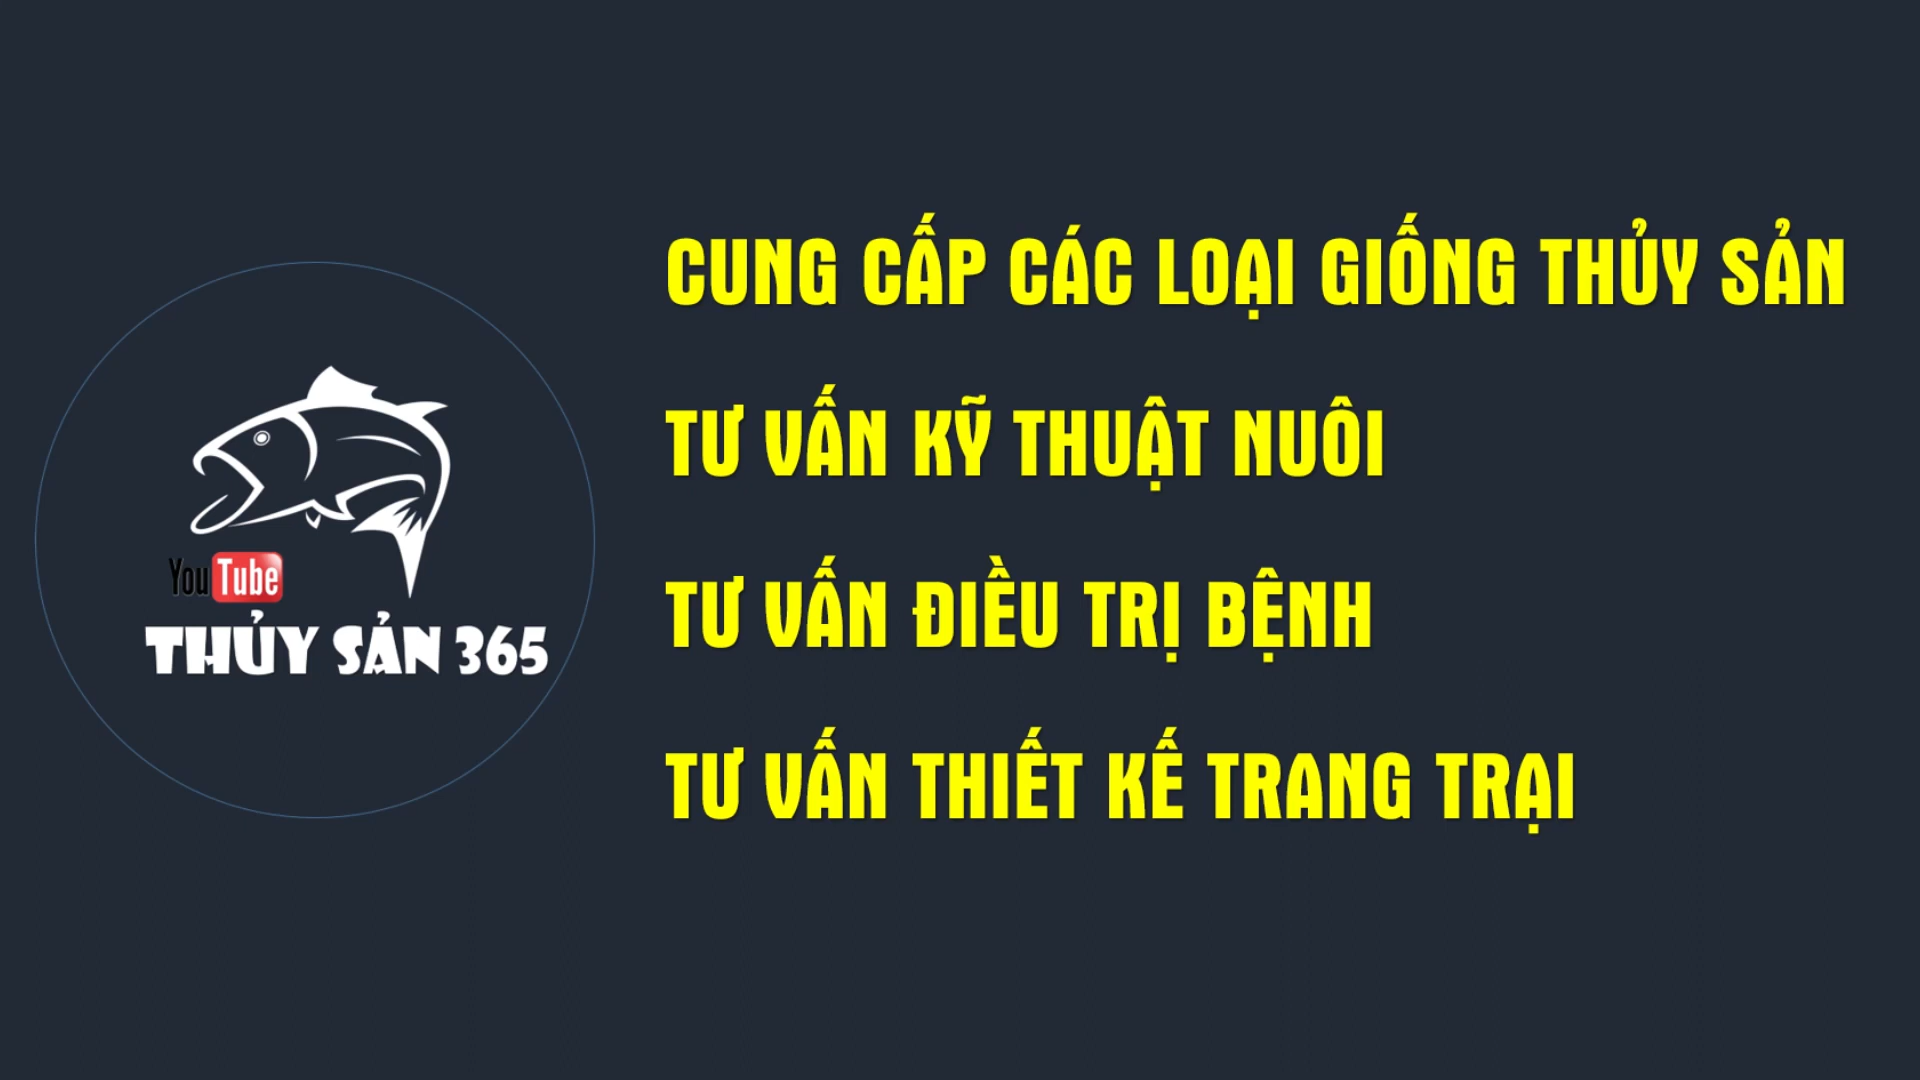 YouTube
THỦY SẢN 365
CUNG CẤP CÁC LOẠI GIỐNG THỦY SẢN
TƯ VẤN KỸ THUẬT NUÔI
TƯ VẤN ĐIỀU TRỊ BỆNH
TƯ VẤN THIẾT KẾ TRANG TRẠI